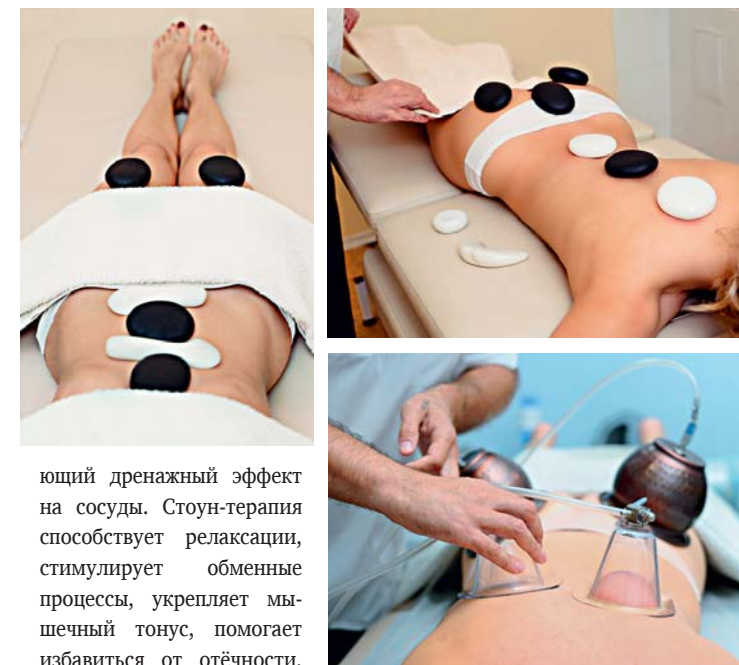 ющий дренажный эффект
на сосуды. Стоун-терапия
способствует релаксации,
стимулирует обменные
процессы, укрепляет мы-
шечный тонус, помогает
избавиться от отёчности,